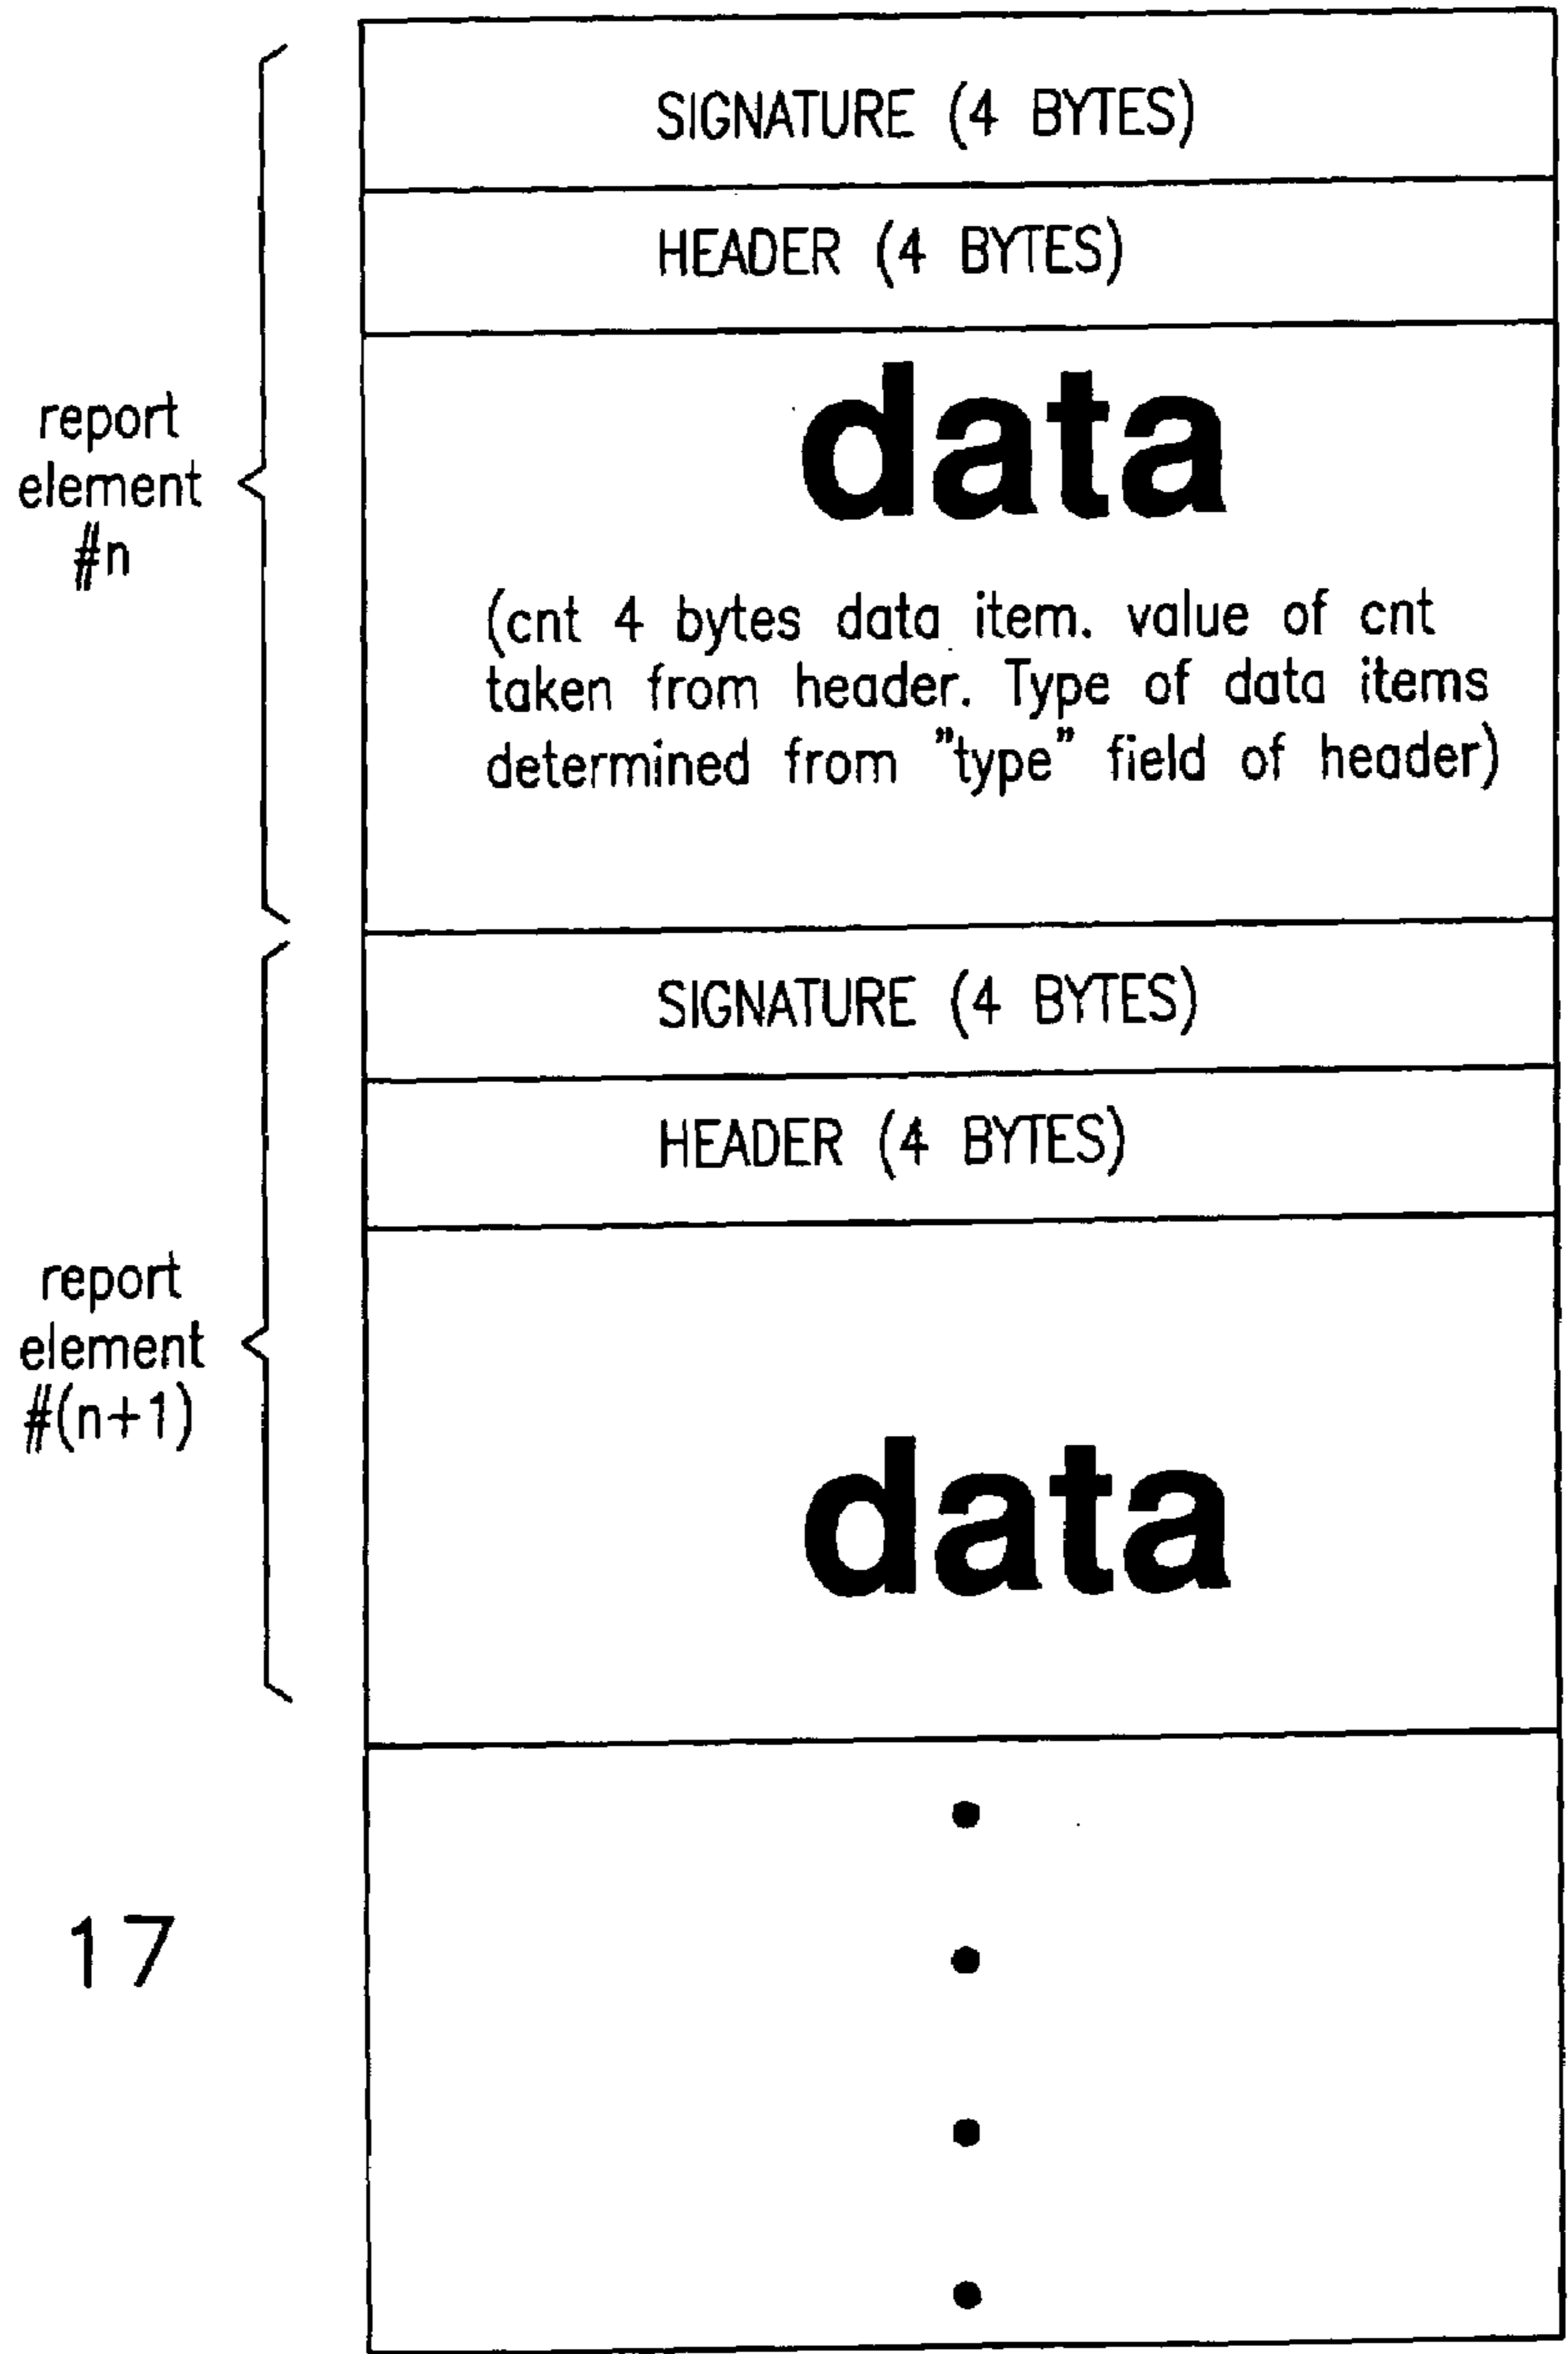 SIGNATURE (4 BYTES)
HEADER (4 BYTES)
report
element
#n
data
(cnt 4 bytes data item. value of cnt
taken from header. Type of data items
determined from "type" field of header)
SIGNATURE (4 BYTES)
HEADER (4 BYTES)
report
element
#(n+1)
data
17